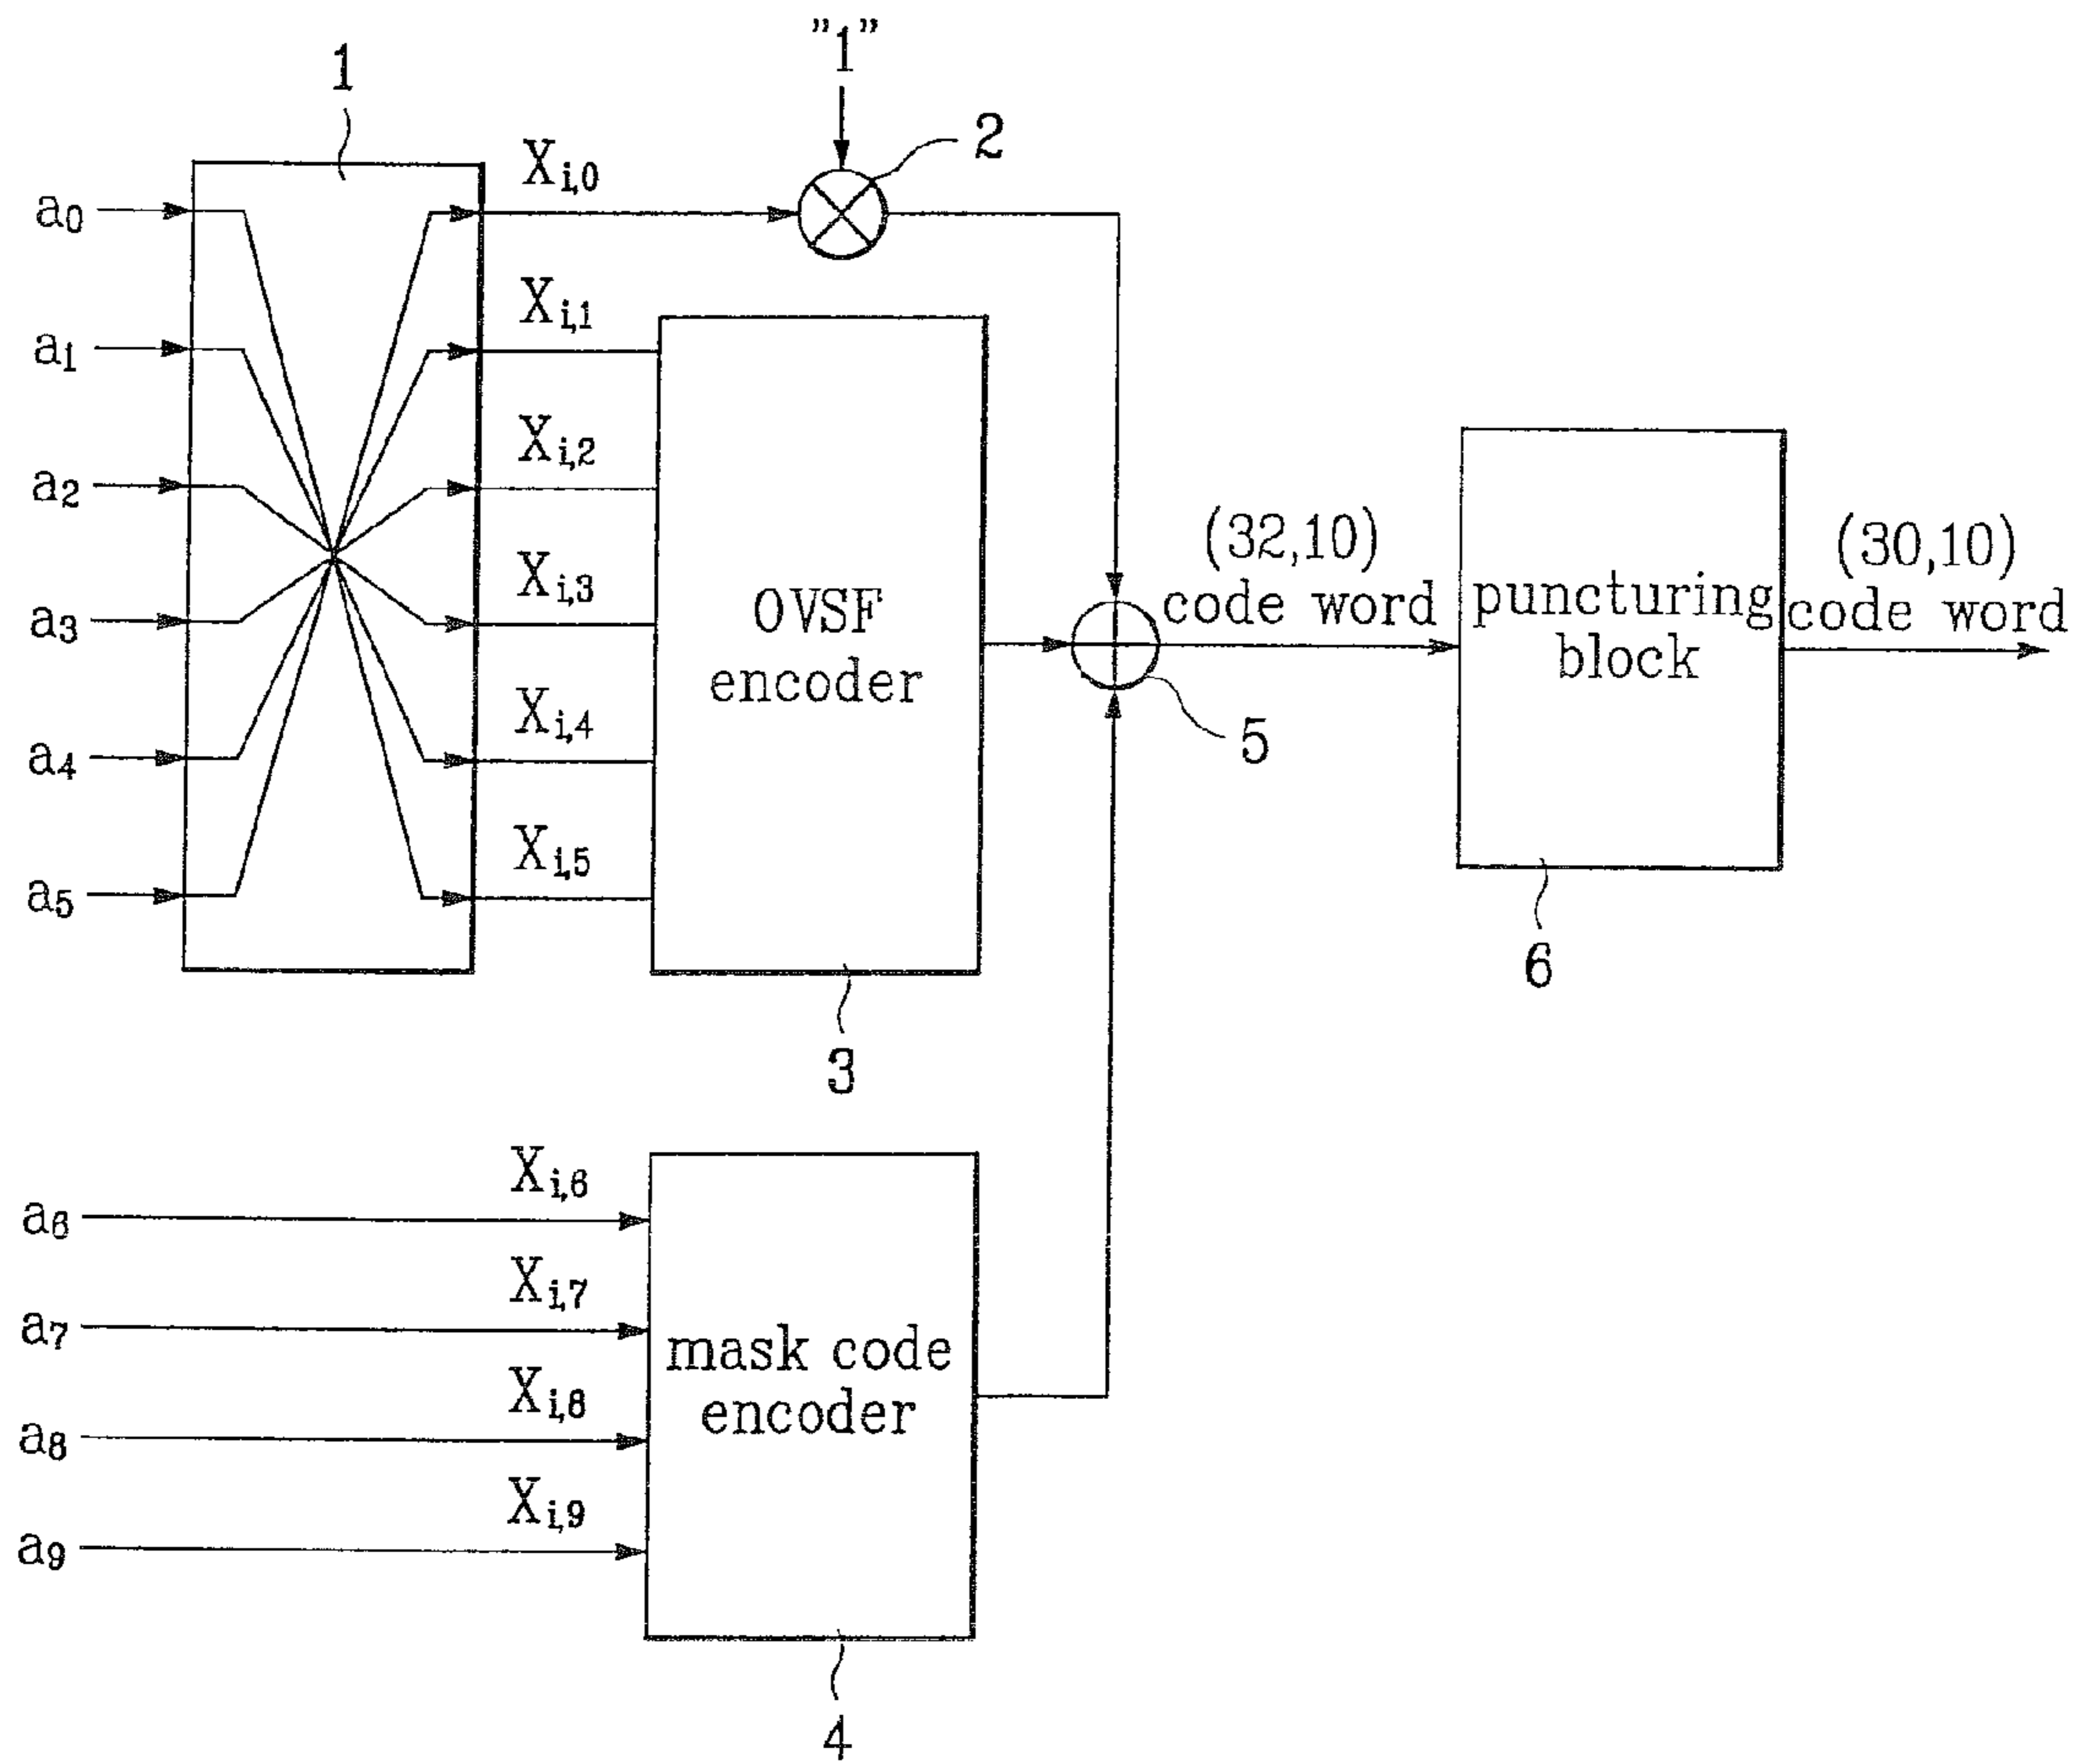 1
"1"
2
a0
a1
a2
a3
a4
a5
Xi,0
Xi,1
Xi,2
Xi,3
Xi,4
Xi,5
OVSF
encoder
3
5
(32,10)
code word
puncturing
block
6
(30,10)
code word
a6
a7
a8
a9
Xi,6
Xi,7
Xi,8
Xi,9
mask code
encoder
4